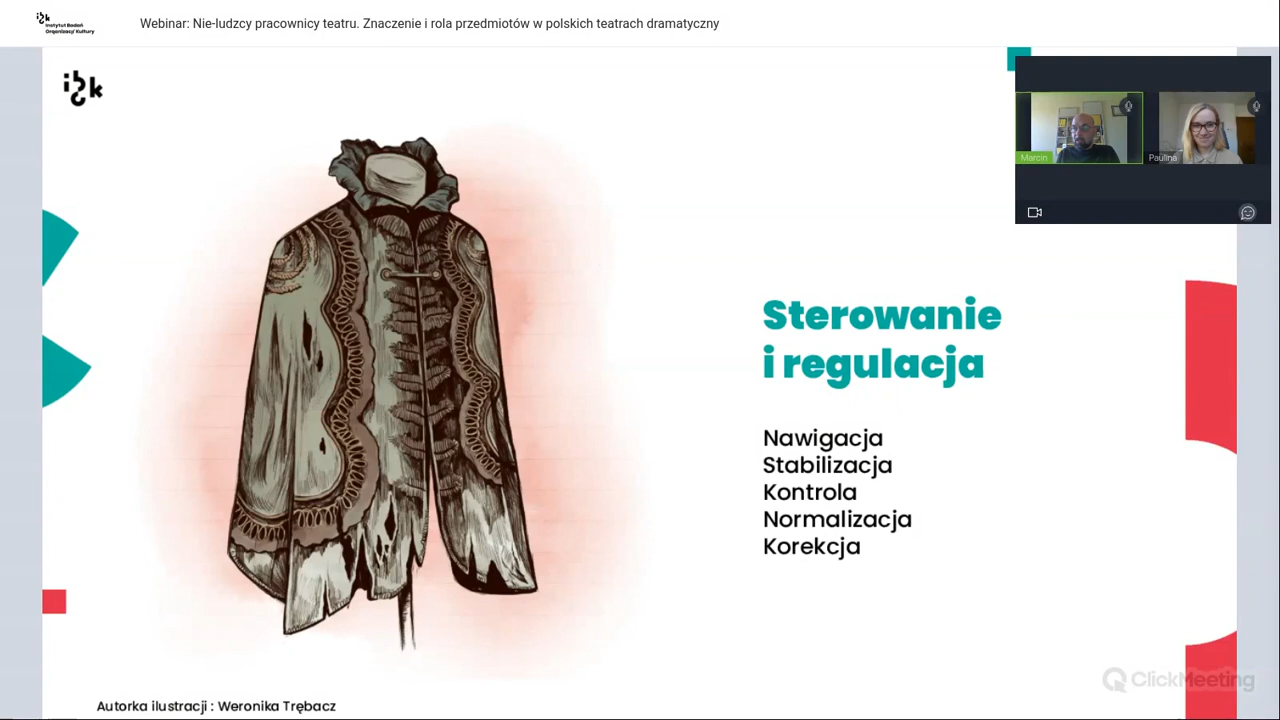 ibok
Instytut Badań
Organizacji Kultury
Webinar: Nie-ludzcy pracownicy teatru. Znaczenie i rola przedmiotów w polskich teatrach dramatyczny
Marcin
Paulina
Sterowanie
i regulacja
Nawigacja
Stabilizacja
Kontrola
Normalizacja
Korekcja
ClickMeeting
Autorka ilustracji : Weronika Trębacz